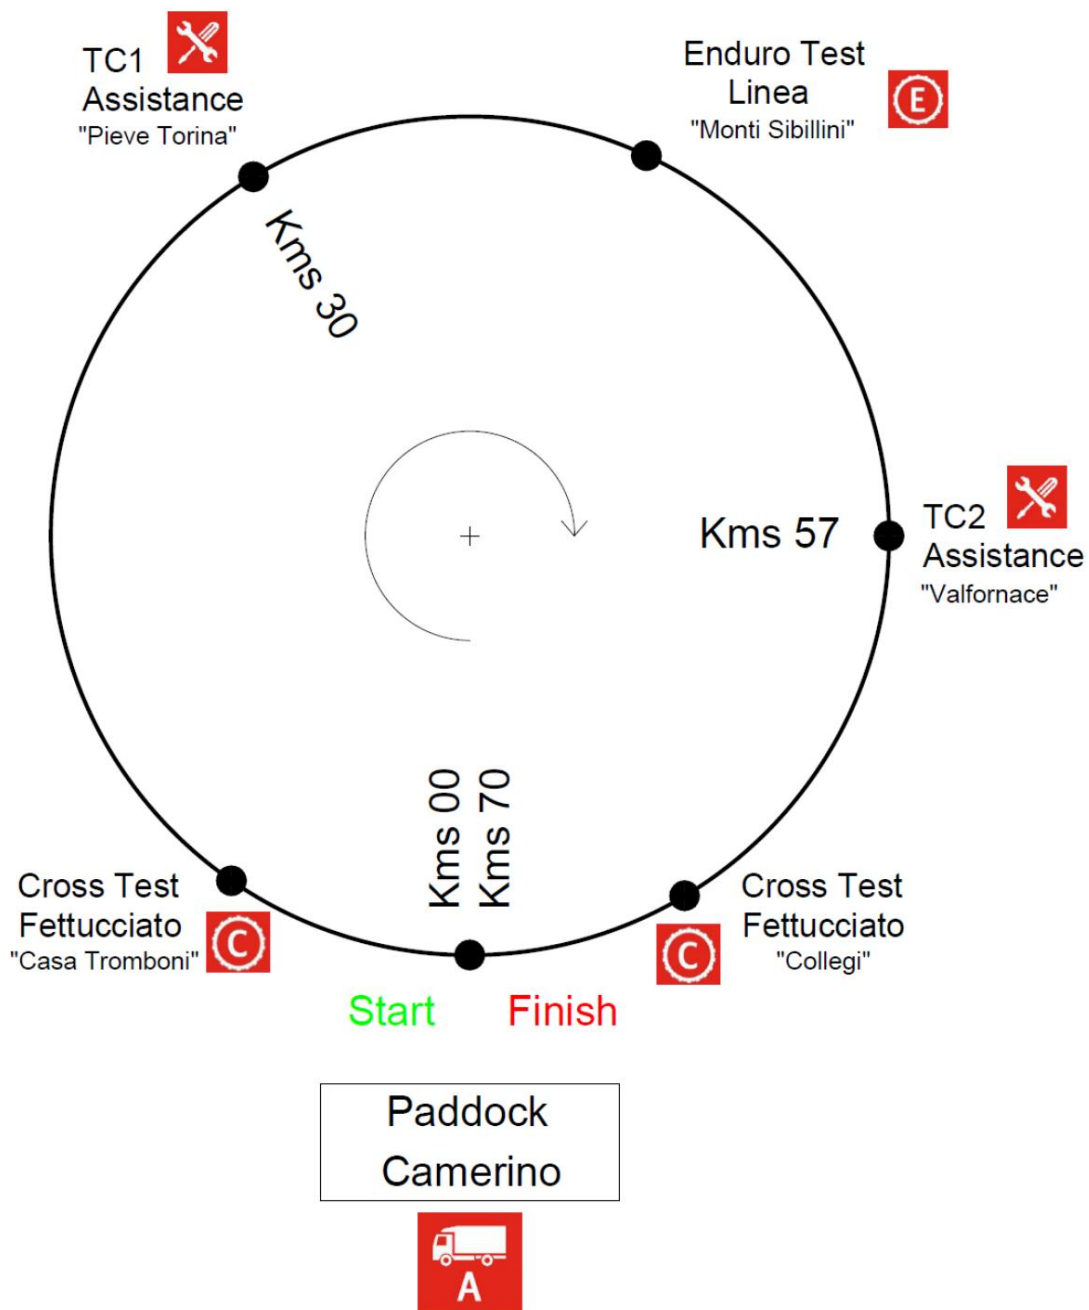 TC1
Assistance
"Pieve Torina"
Enduro Test
Linea
"Monti Sibillini"
E
Kms 30
Kms 57
TC2
Assistance
"Valfornace"
Kms 00
Kms 70
Cross Test
Fettucciato
"Casa Tromboni"
C
Cross Test
Fettucciato
"Collegi"
C
Start
Finish
Paddock
Camerino
A